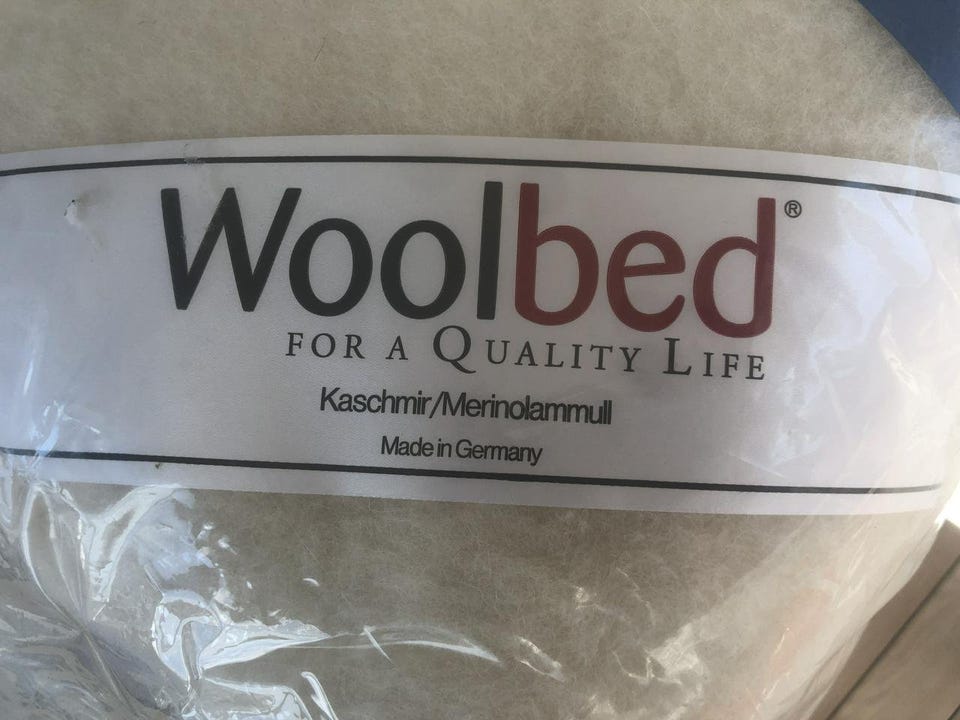 Woolbed®
FOR A QUALITY LIFE
Kaschmir/Merinolammull
Made in Germany